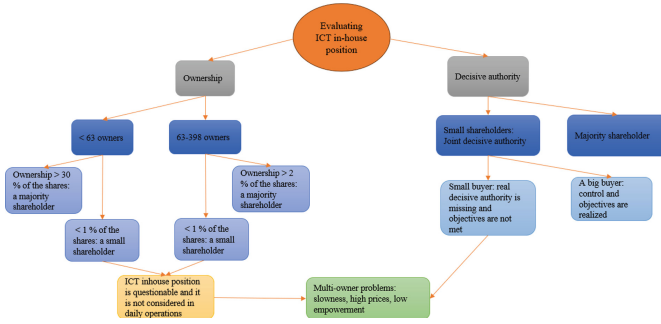 Evaluating
ICT in-house
position
Ownership
Decisive authority
< 63 owners
63-398 owners
Small shareholders:
Joint decisive authority
Majority shareholder
Ownership > 30
% of the shares:
a majority
shareholder
Ownership > 2
% of the shares:
a majority
shareholder
Small buyer: real
decisive authority is
missing and
objectives are not
met
A big buyer:
control and
objectives are
realized
< 1 % of the
shares: a small
shareholder
< 1 % of the
shares: a small
shareholder
ICT inhouse position
is questionable and it
is not considered in
daily operations
Multi-owner problems:
slowness, high prices, low
empowerment